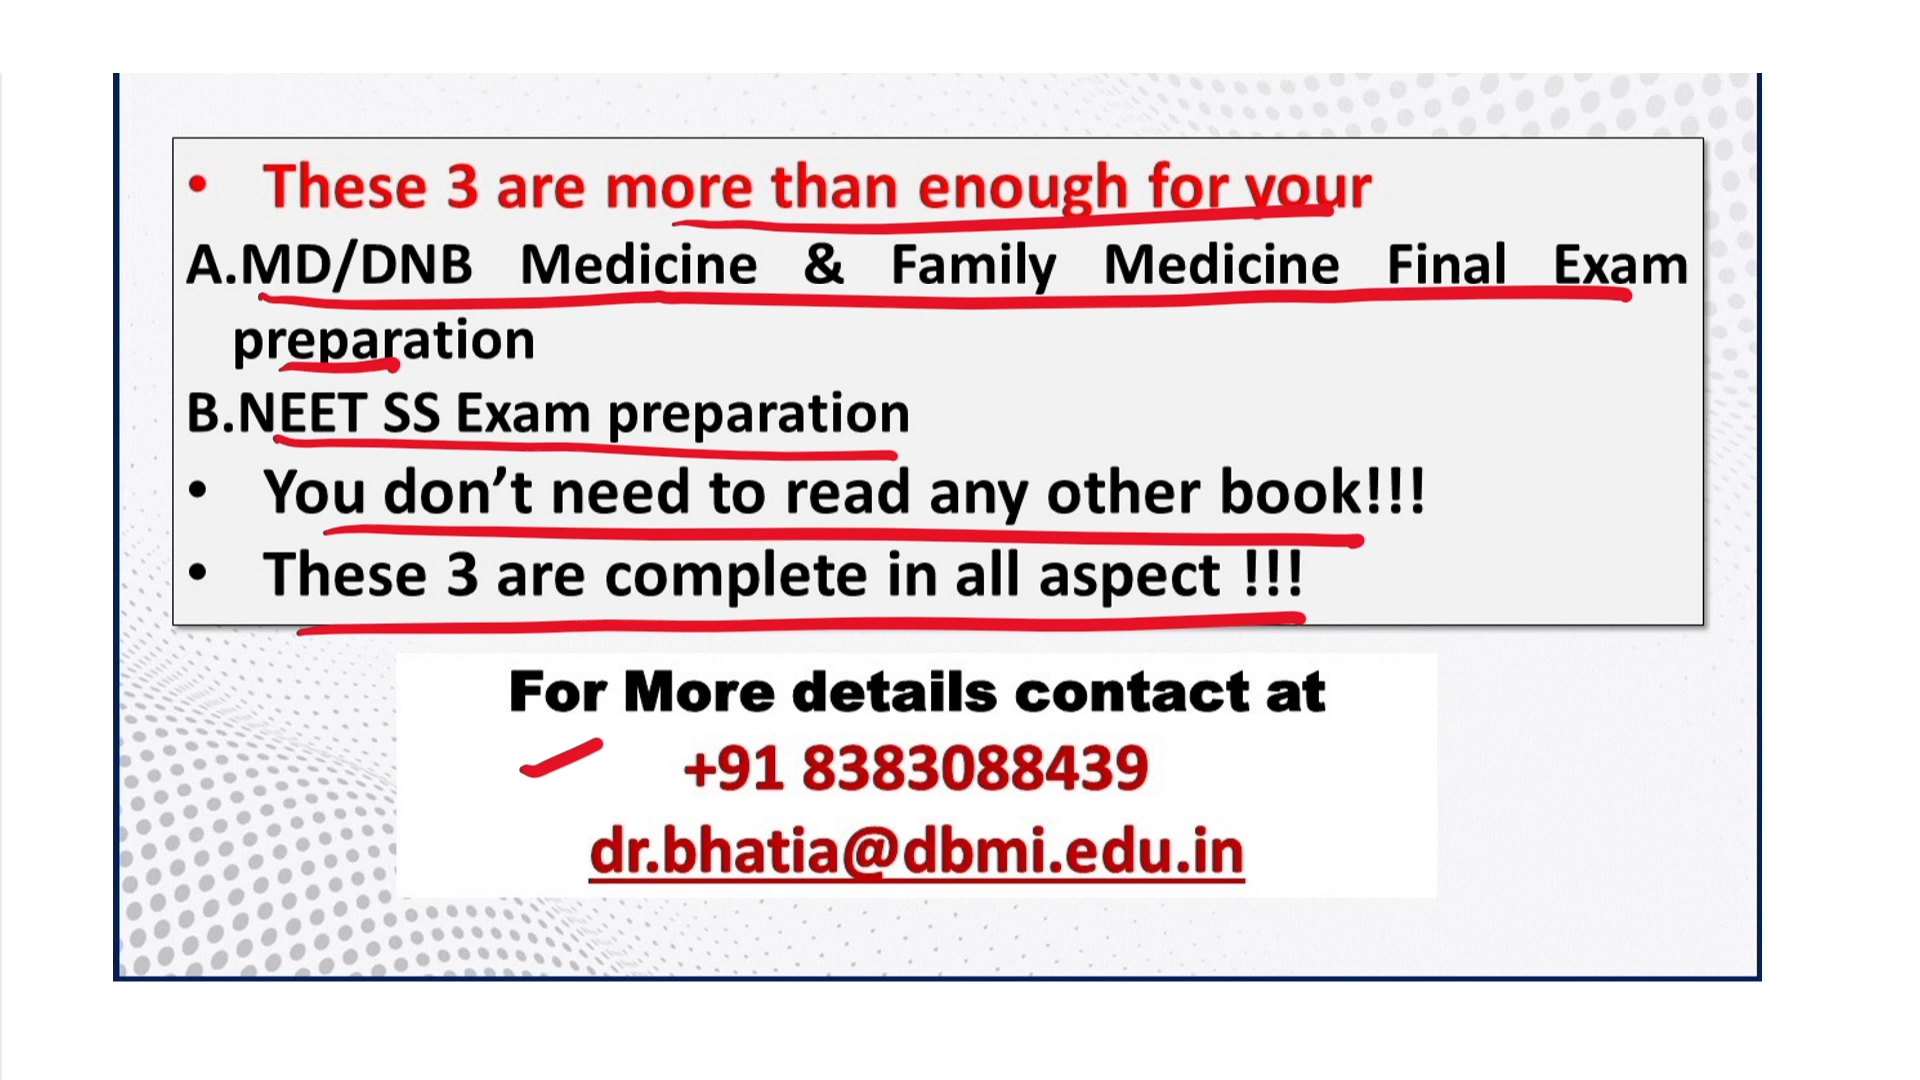 • These 3 are more than enough for your
A.MD/DNB Medicine & Family Medicine Final Exam
preparation
B.NEET SS Exam preparation
• You don’t need to read any other book!!!
• These 3 are complete in all aspect !!!
For More details contact at
+91 8383088439
dr.bhatia@dbmi.edu.in